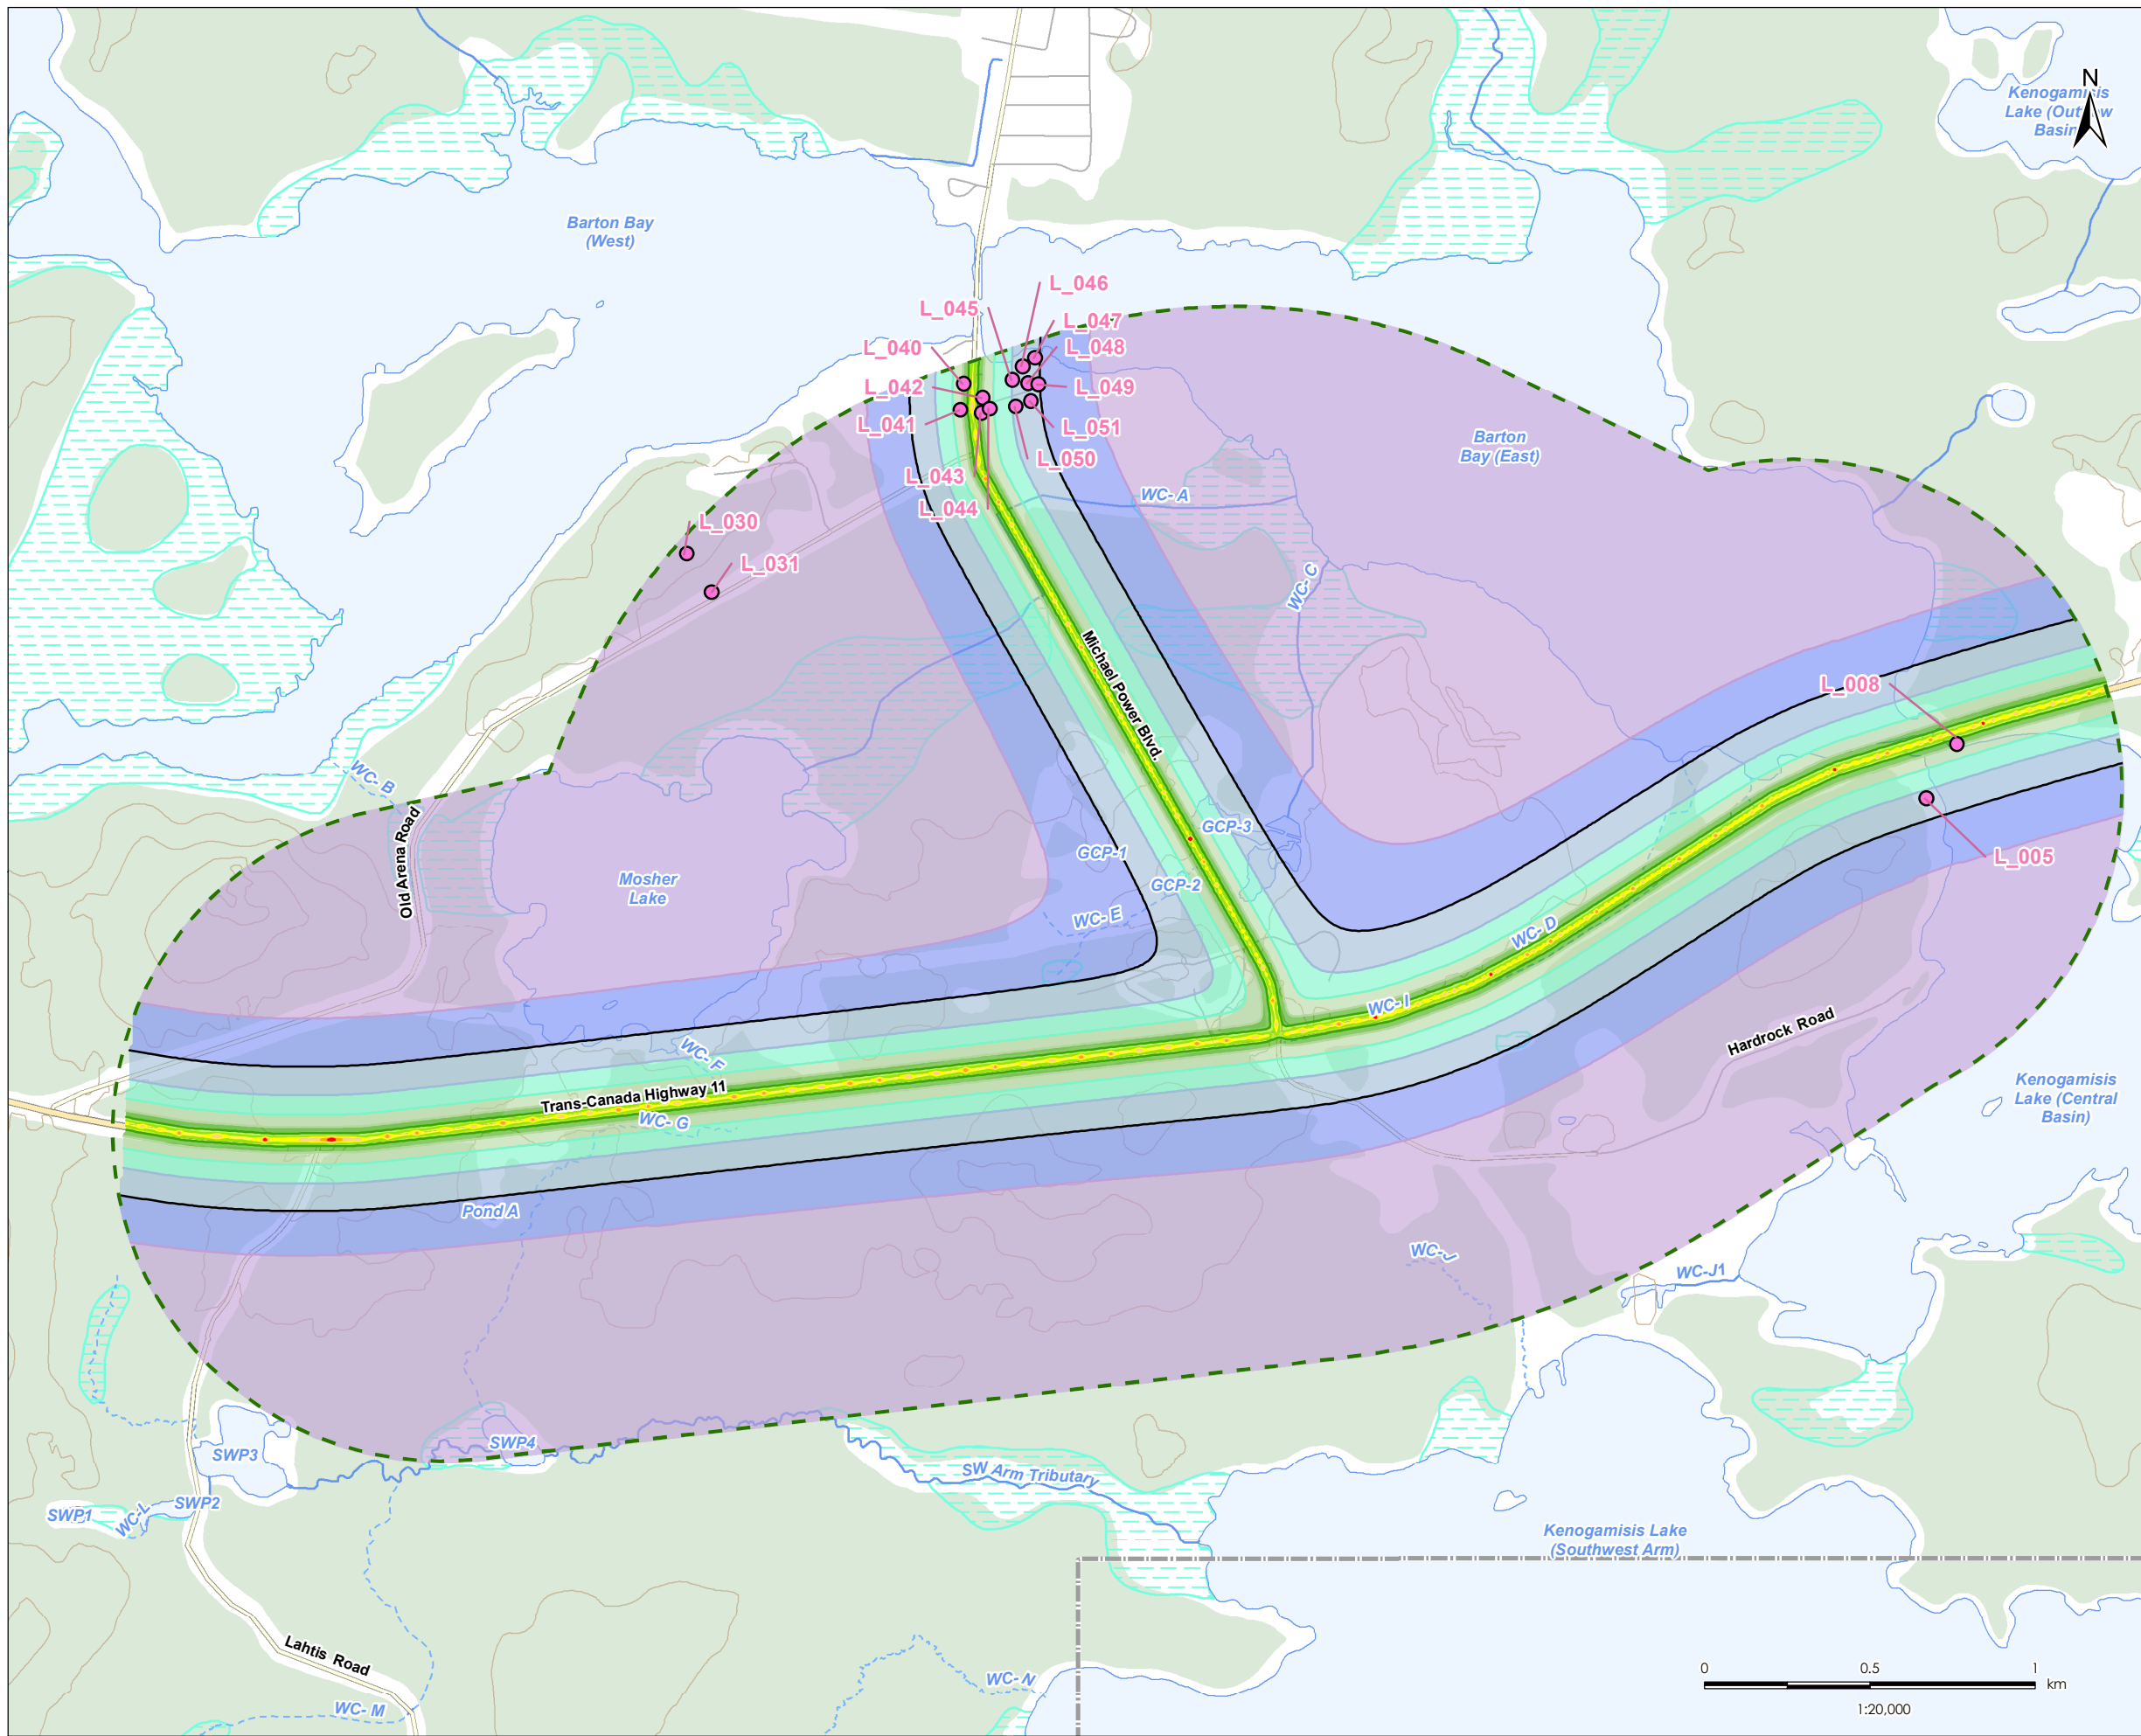 N
Kenogamisis
Lake (Outflow
Basin)
Barton Bay
(West)
L_046
L_045
L_047
L_040
L_048
L_042
L_049
L_041
L_051
Barton
Bay (East)
L_050
L_043
WC- A
L_044
L_030
L_031
WC- C
Michael Power Blvd.
L_008
WC- B
Old Arena Road
GCP-3
GCP-1
L_005
Mosher
Lake
GCP-2
WC- E
WC- D
WC- I
Hardrock Road
WC- F
Trans-Canada Highway 11
Kenogamisis
Lake (Central
Basin)
WC- G
Pond A
WC-J
WC-J1
SWP4
SWP3
SW Arm Tributary
SWP2
SWP1
WC-L
Kenogamisis Lake
(Southwest Arm)
Lahtis Road
WC- N
WC- M
0 0.5 1
km
1:20,000